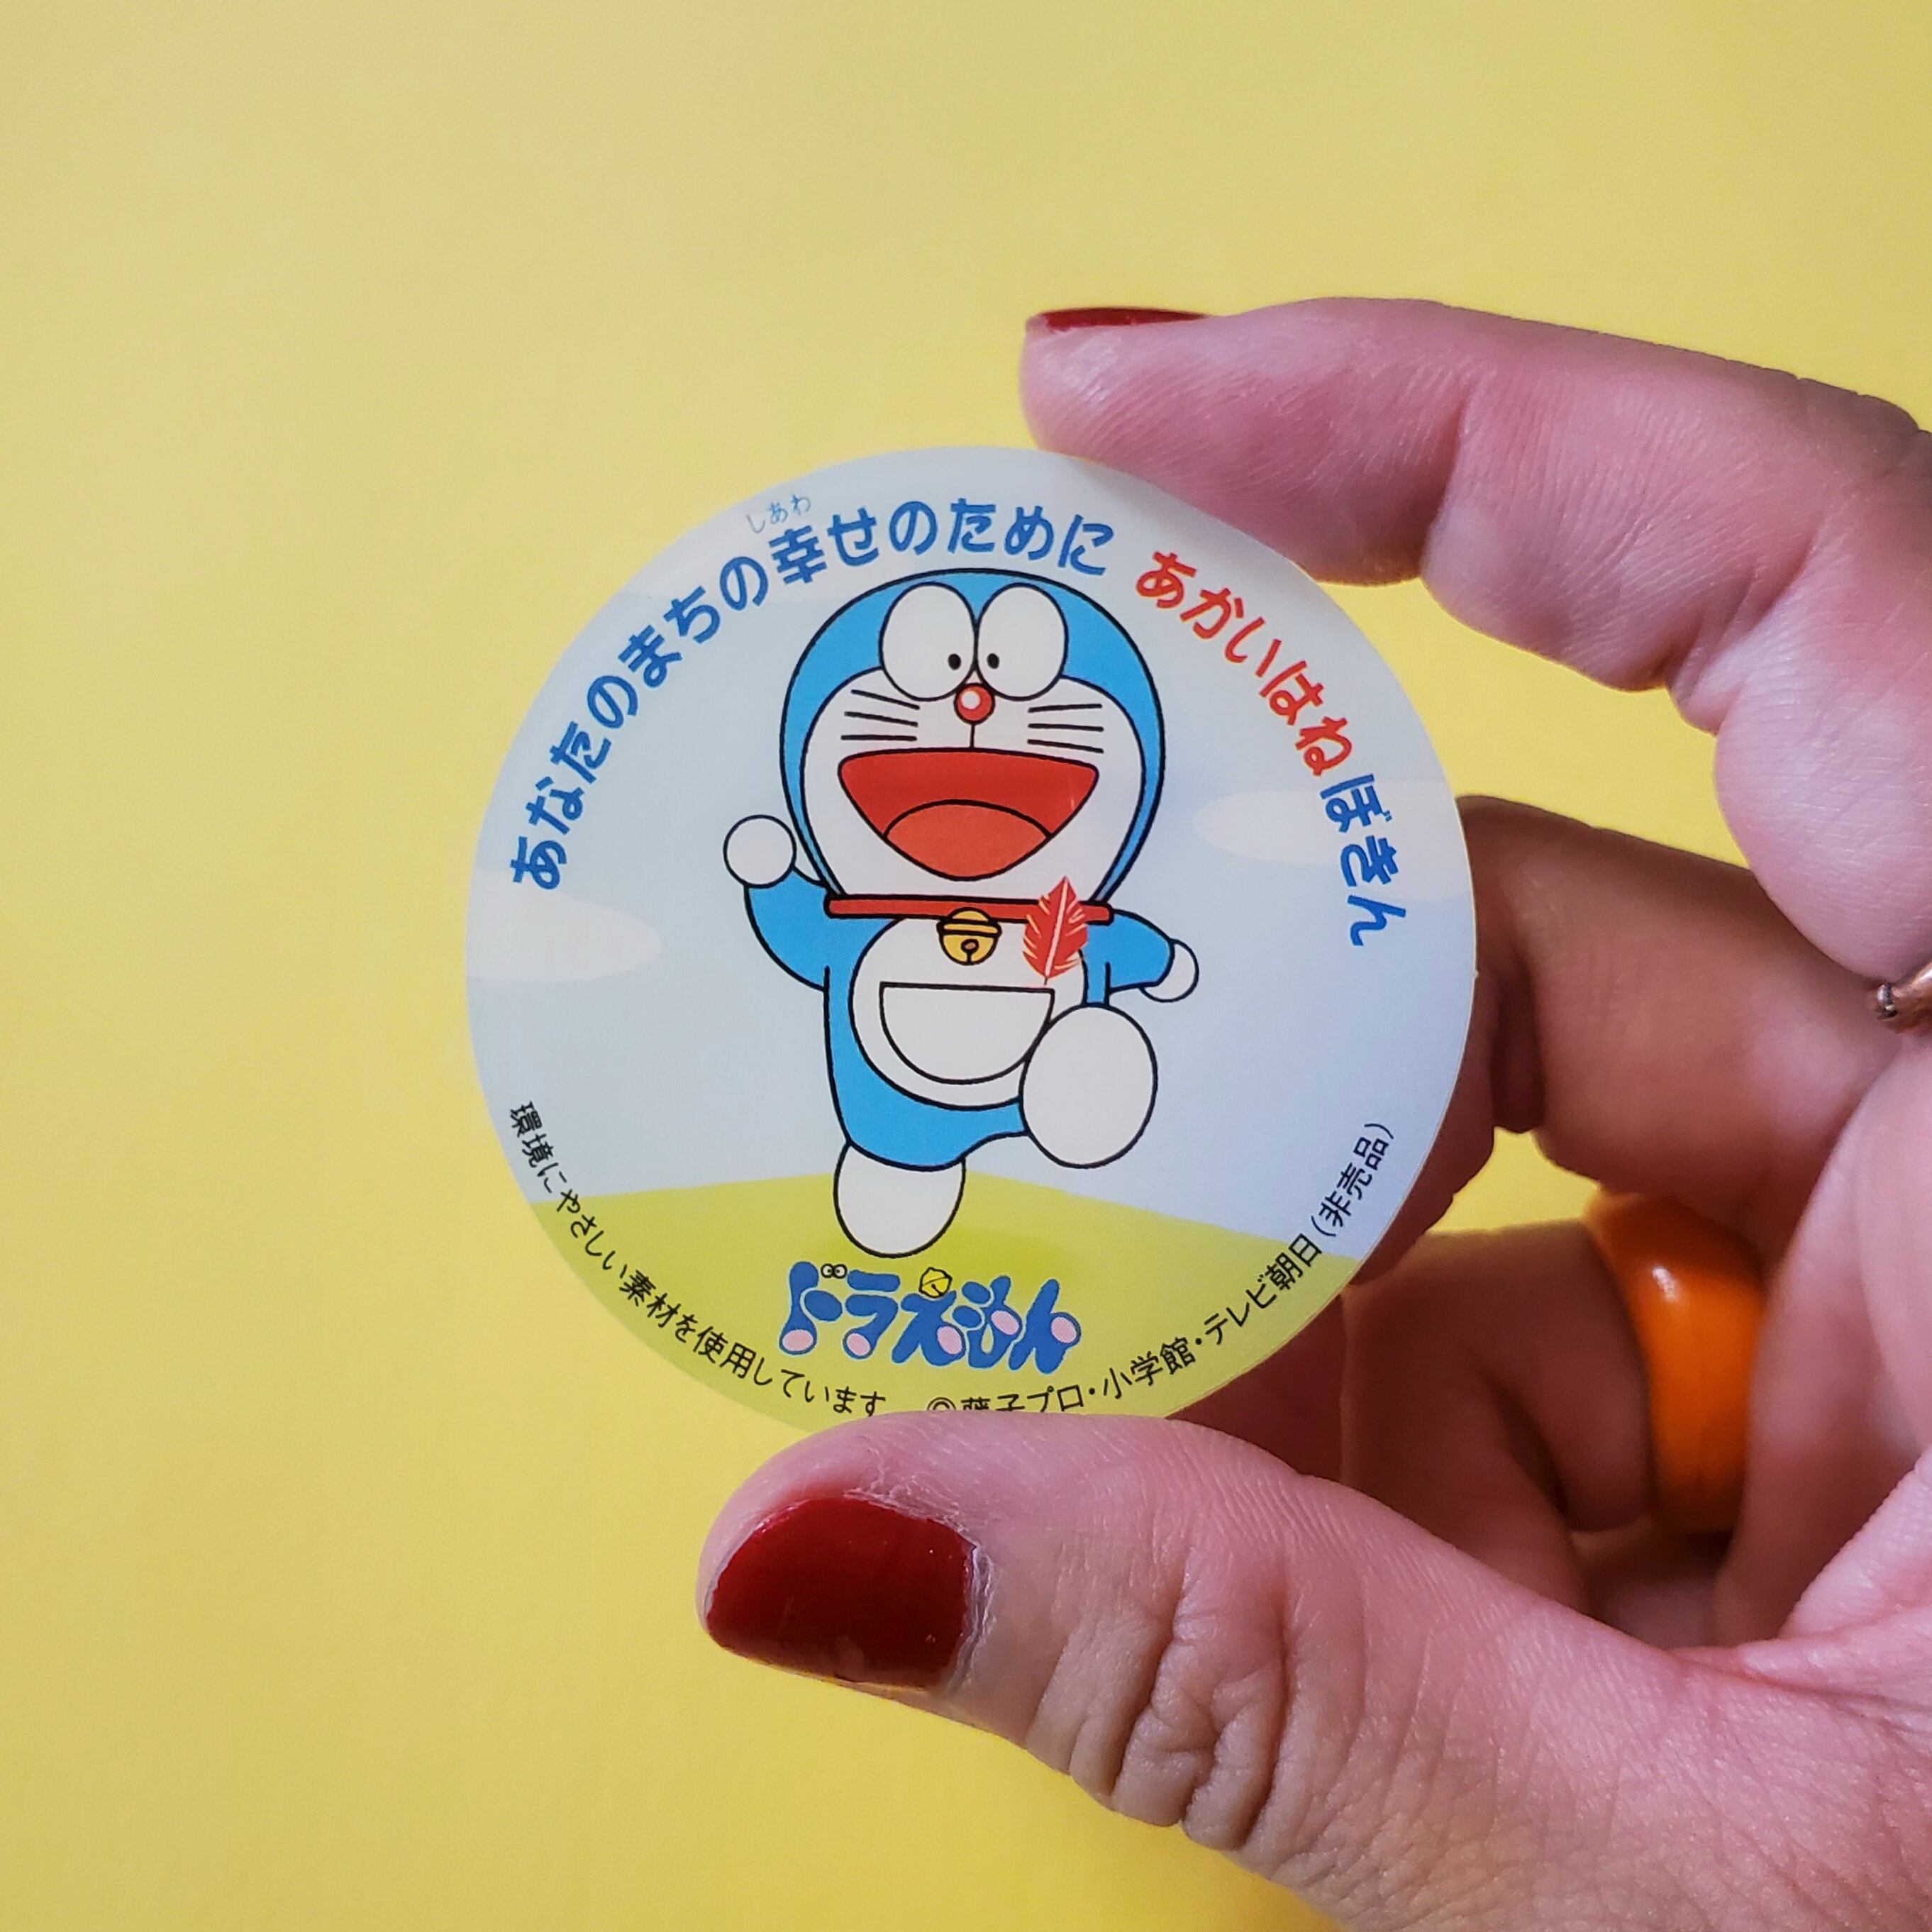 しあわ
あなたのまちの幸せのために あかいはねぼきん
ドラえもん
環境にやさしい素材を使用しています ©藤子プロ・小学館・テレビ朝日(非売品)